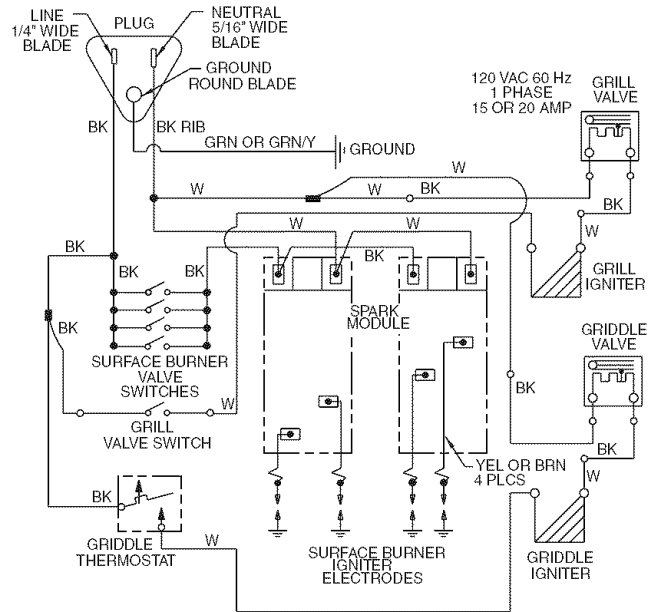 LINE
1/4" WIDE
BLADE
PLUG
NEUTRAL
5/16" WIDE
BLADE
GROUND
ROUND BLADE
BK
BK RIB
GRN OR GRN/Y
GROUND
120 VAC 60 Hz
1 PHASE
15 OR 20 AMP
GRILL
VALVE
W
W
W
BK
BK
W
GRILL
IGNITER
BK
BK
BK
W
W
BK
BK
SPARK
MODULE
SURFACE BURNER
VALVE
SWITCHES
W
GRILL
VALVE SWITCH
GRIDDLE
VALVE
BK
BK
W
YEL OR BRN
4 PLCS
BK
GRIDDLE
THERMOSTAT
W
SURFACE BURNER
IGNITER
ELECTRODES
GRIDDLE
IGNITER